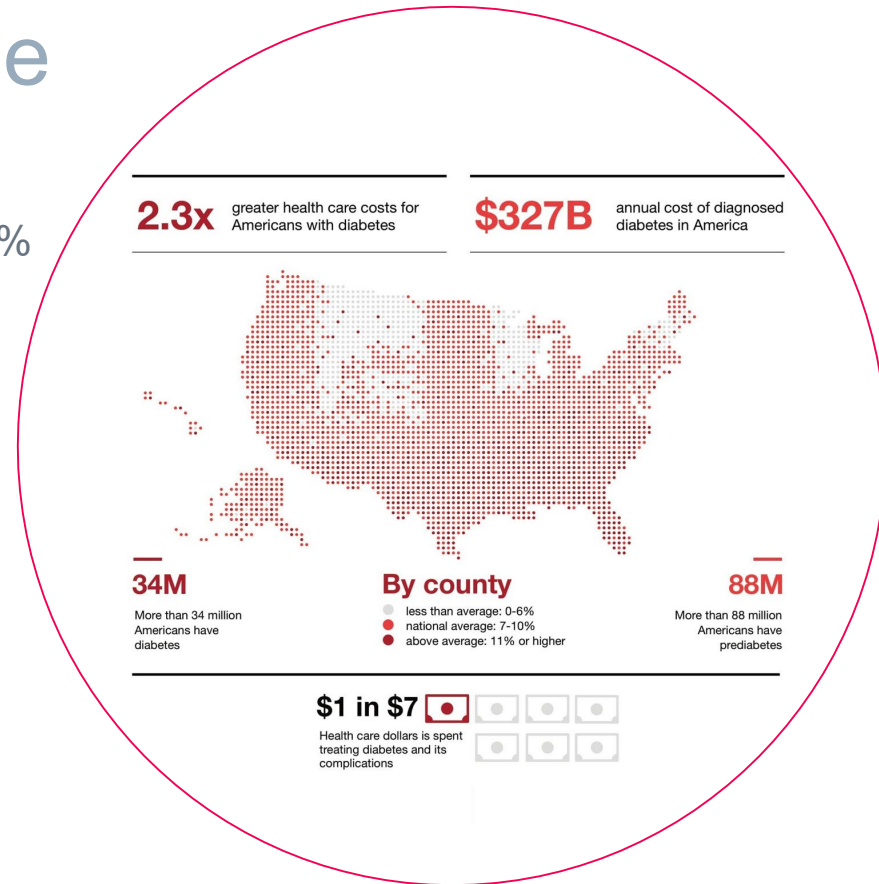 e
%
2.3x
greater health care costs for
Americans with diabetes
$327B
annual cost of diagnosed
diabetes in America
34M
More than 34 million
Americans have
diabetes
By county
less than average: 0-6%
national average: 7-10%
above average: 11% or higher
88M
More than 88 million
Americans have
prediabetes
$1 in $7
Health care dollars is spent
treating diabetes and its
complications